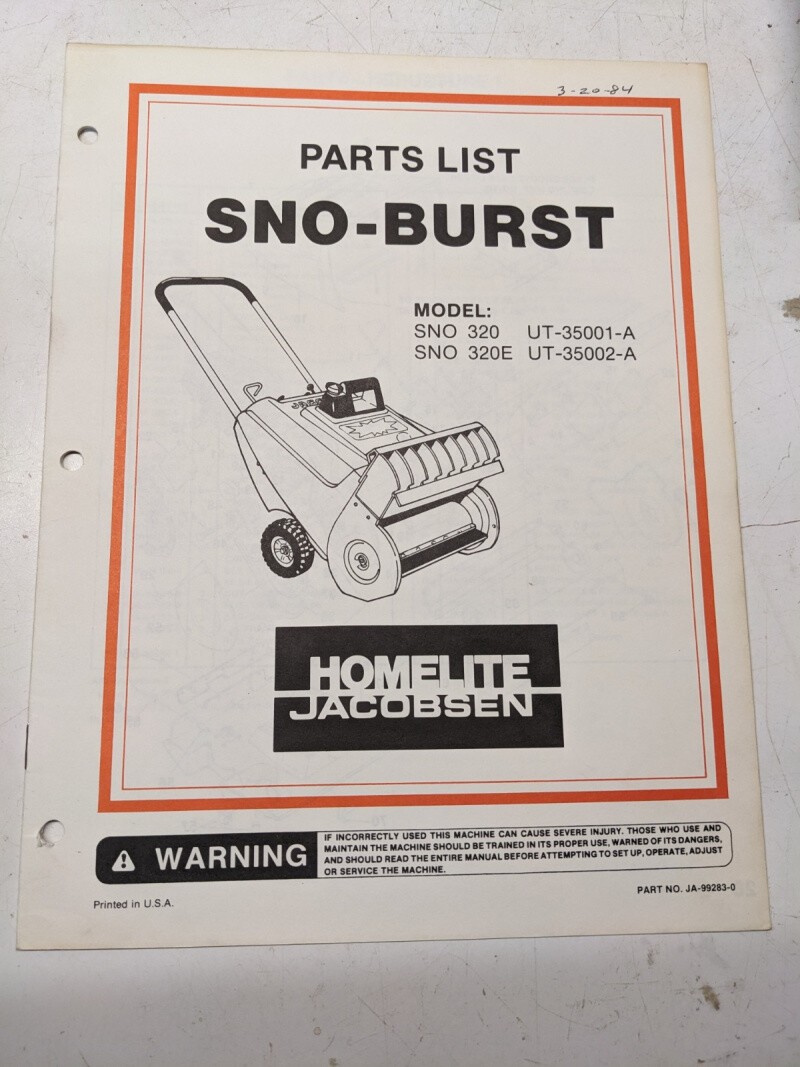 3-20-84
PARTS LIST
SNO-BURST
MODEL:
SNO 320 UT-35001-A
SNO 320E UT-35002-A
HOMELITE
JACOBSEN
WARNING
IF INCORRECTLY USED THIS MACHINE CAN CAUSE SEVERE INJURY. THOSE WHO USE AND
MAINTAIN THE MACHINE SHOULD BE TRAINED IN ITS PROPER USE, WARNED OF ITS DANGERS,
AND SHOULD READ THE ENTIRE MANUAL BEFORE ATTEMPTING TO SET UP, OPERATE, ADJUST
OR SERVICE THE MACHINE.
PART NO. JA-99283-0
Printed in U.S.A.